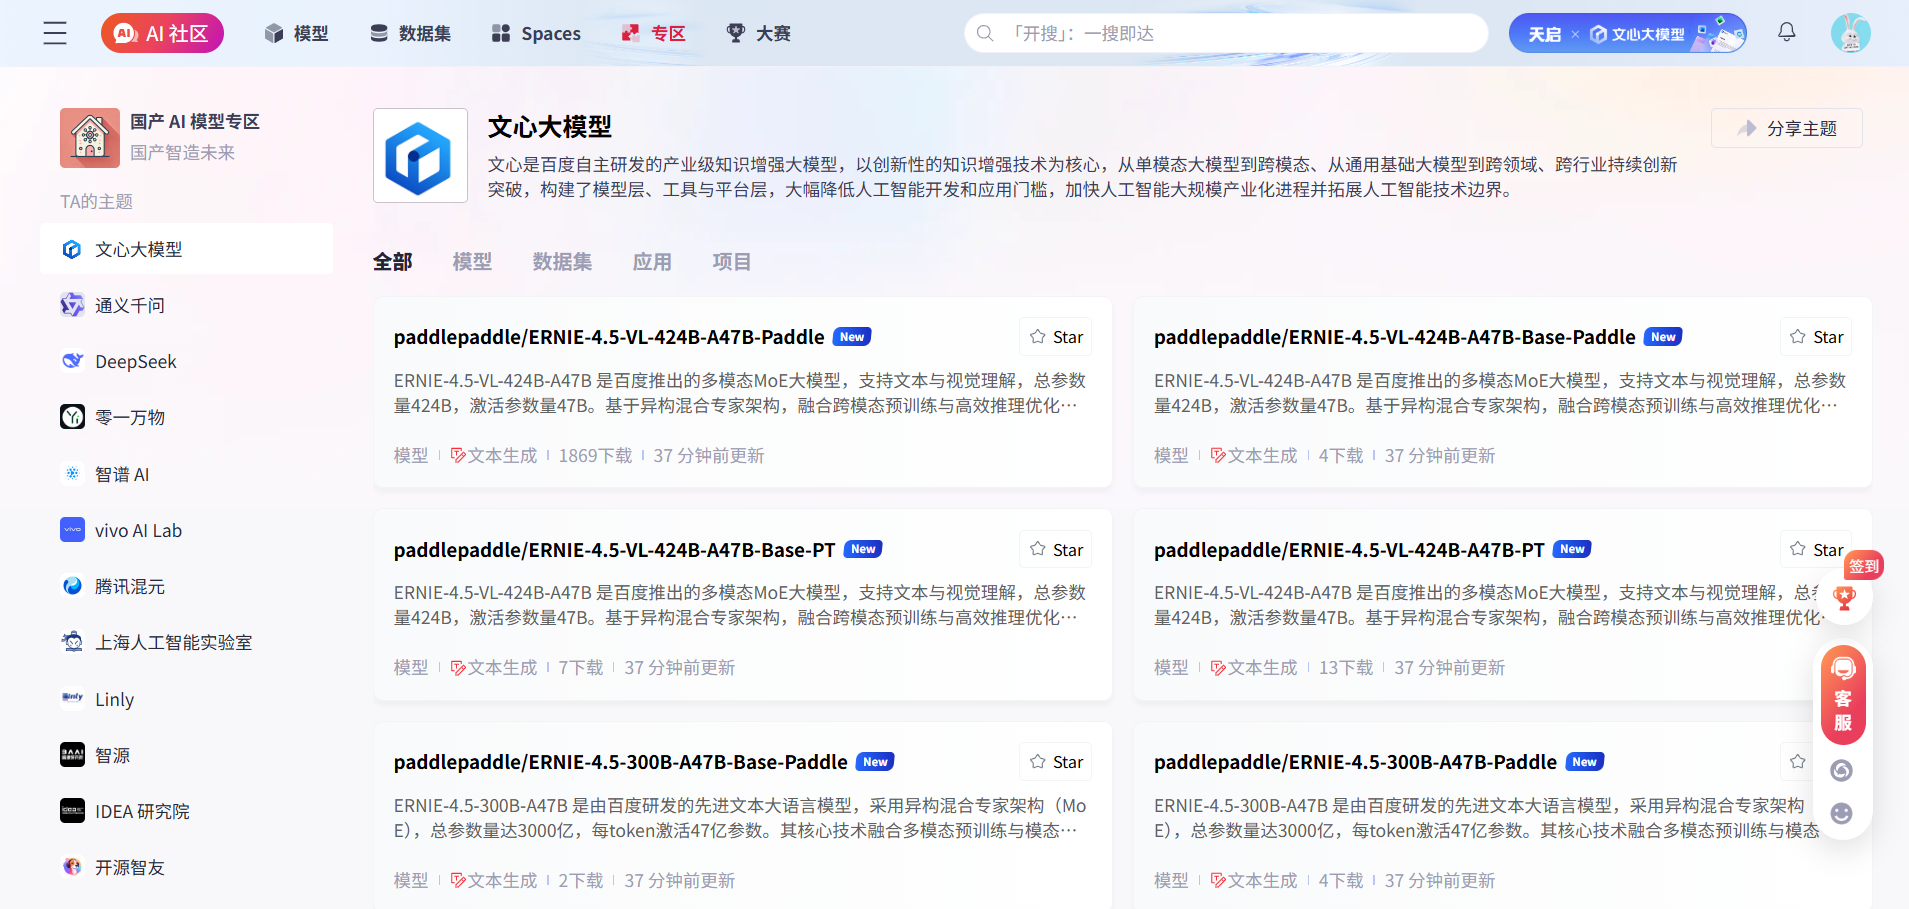 AI 社区
模型
数据集
Spaces
专区
大赛
「开搜」：一搜即达
天启 × 文心大模型
国产 AI 模型专区
国产智造未来
TA的主题
文心大模型
通义千问
DeepSeek
零一万物
智谱 AI
vivo AI Lab
腾讯混元
上海人工智能实验室
Linly
智源
IDEA 研究院
开源智友
文心大模型
文心是百度自主研发的产业级知识增强大模型，以创新性的知识增强技术为核心，从单模态大模型到跨模态、从通用基础大模型到跨领域、跨行业持续创新
突破，构建了模型层、工具与平台层，大幅降低人工智能开发和应用门槛，加快人工智能大规模产业化进程并拓展人工智能技术边界。
分享主题
全部 模型 数据集 应用 项目
paddlepaddle/ERNIE-4.5-VL-424B-A47B-Paddle New
Star
ERNIE-4.5-VL-424B-A47B 是百度推出的多模态MoE大模型，支持文本与视觉理解，总参数
量424B，激活参数量47B。基于异构混合专家架构，融合跨模态预训练与高效推理优化…
模型 文本生成 1869下载 37 分钟前更新
paddlepaddle/ERNIE-4.5-VL-424B-A47B-Base-Paddle New
Star
ERNIE-4.5-VL-424B-A47B 是百度推出的多模态MoE大模型，支持文本与视觉理解，总参数
量424B，激活参数量47B。基于异构混合专家架构，融合跨模态预训练与高效推理优化…
模型 文本生成 4下载 37 分钟前更新
paddlepaddle/ERNIE-4.5-VL-424B-A47B-Base-PT New
Star
ERNIE-4.5-VL-424B-A47B 是百度推出的多模态MoE大模型，支持文本与视觉理解，总参数
量424B，激活参数量47B。基于异构混合专家架构，融合跨模态预训练与高效推理优化…
模型 文本生成 7下载 37 分钟前更新
paddlepaddle/ERNIE-4.5-VL-424B-A47B-PT New
Star
ERNIE-4.5-VL-424B-A47B 是百度推出的多模态MoE大模型，支持文本与视觉理解，总
量424B，激活参数量47B。基于异构混合专家架构，融合跨模态预训练与高效推理优化
模型 文本生成 13下载 37 分钟前更新
paddlepaddle/ERNIE-4.5-300B-A47B-Base-Paddle New
Star
ERNIE-4.5-300B-A47B 是由百度研发的先进文本大语言模型，采用异构混合专家架构（Mo
E），总参数量达3000亿，每token激活47亿参数。其核心技术融合多模态预训练与模态…
模型 文本生成 2下载 37 分钟前更新
paddlepaddle/ERNIE-4.5-300B-A47B-Paddle New
ERNIE-4.5-300B-A47B 是由百度研发的先进文本大语言模型，采用异构混合专家架构
E），总参数量达3000亿，每token激活47亿参数。其核心技术融合多模态预训练与模态
模型 文本生成 4下载 37 分钟前更新
签到
客
服